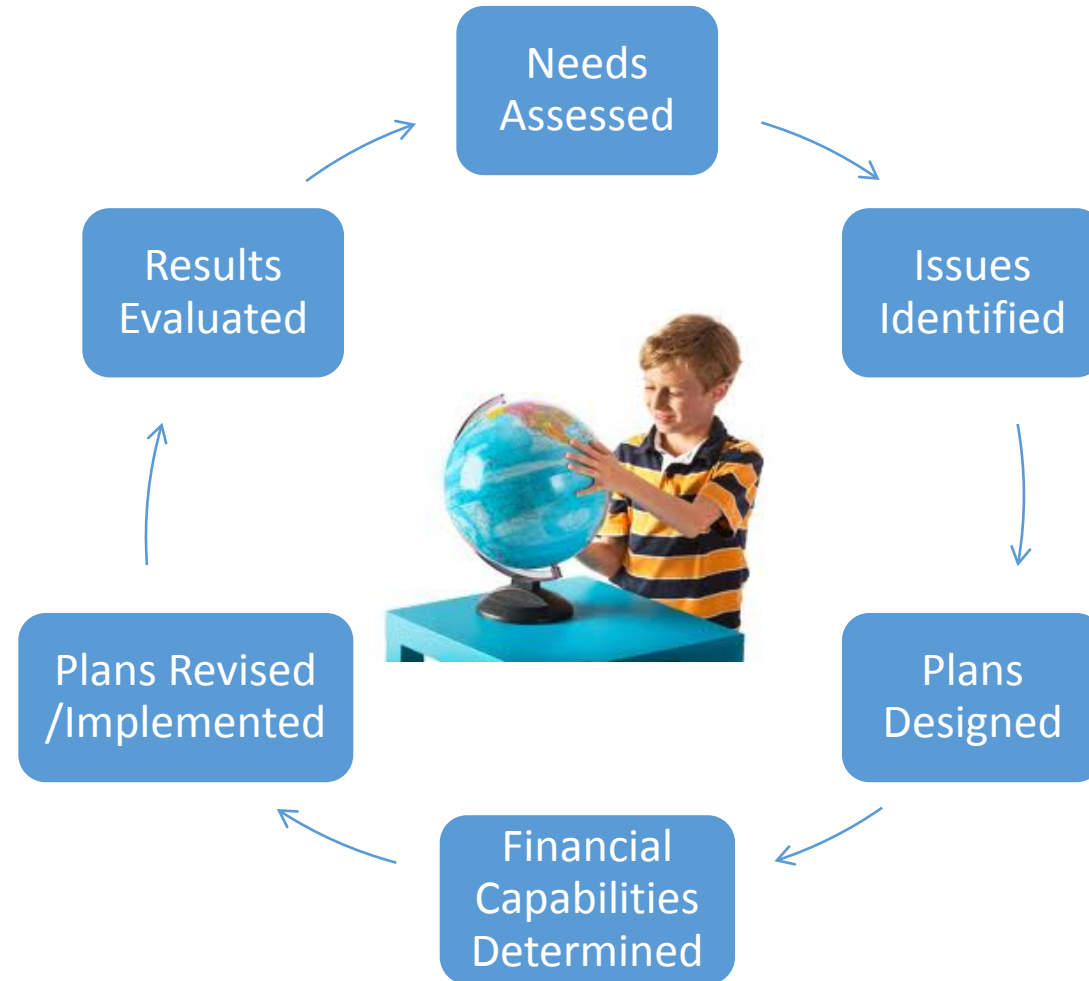 Needs
Assessed
Issues
Identified
Plans
Designed
Financial
Capabilities
Determined
Plans Revised
/Implemented
Results
Evaluated